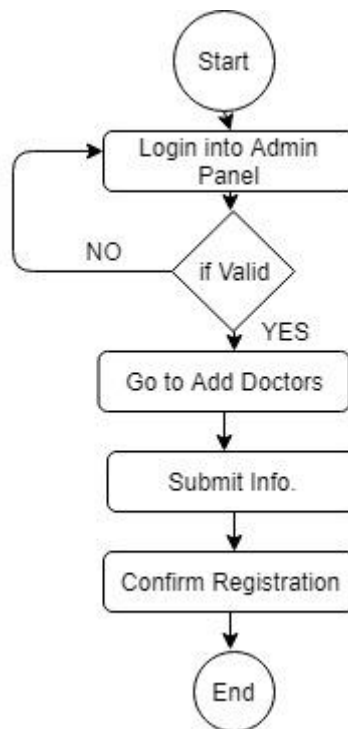 Start
Login into Admin
Panel
NO
if Valid
YES
Go to Add Doctors
Submit Info.
Confirm Registration
End